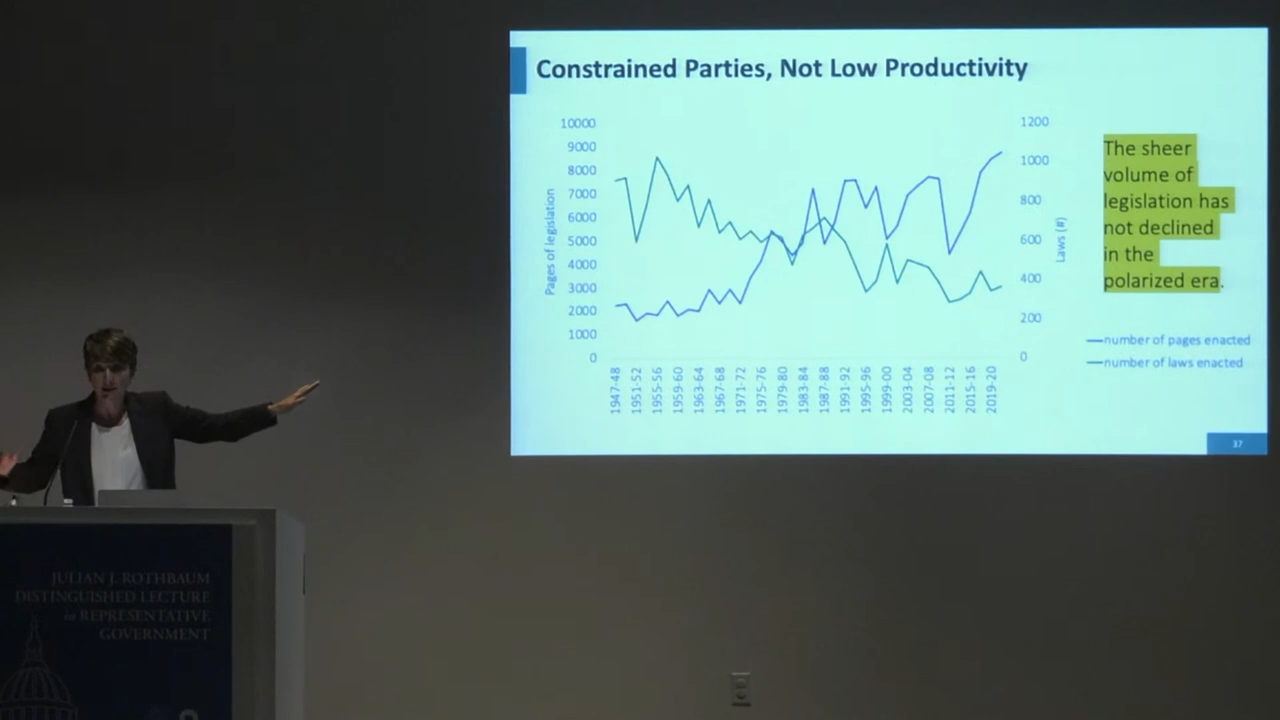 Constrained Parties, Not Low Productivity
10000
9000
8000
7000
6000
5000
4000
3000
2000
1000
0
Pages of legislation
1200
1000
800
600
400
200
0
Laws (#)
1947-48
1951-52
1955-56
1959-60
1963-64
1967-68
1971-72
1975-76
1979-80
1983-84
1987-88
1991-92
1995-96
1999-00
2003-04
2007-08
2011-12
2015-16
2019-20
The sheer
volume of
legislation has
not declined
in the
polarized era.
number of pages enacted
number of laws enacted
37
JULIAN J. ROTHBAUM
DISTINGUISHED LECTURE
in REPRESENTATIVE
GOVERNMENT